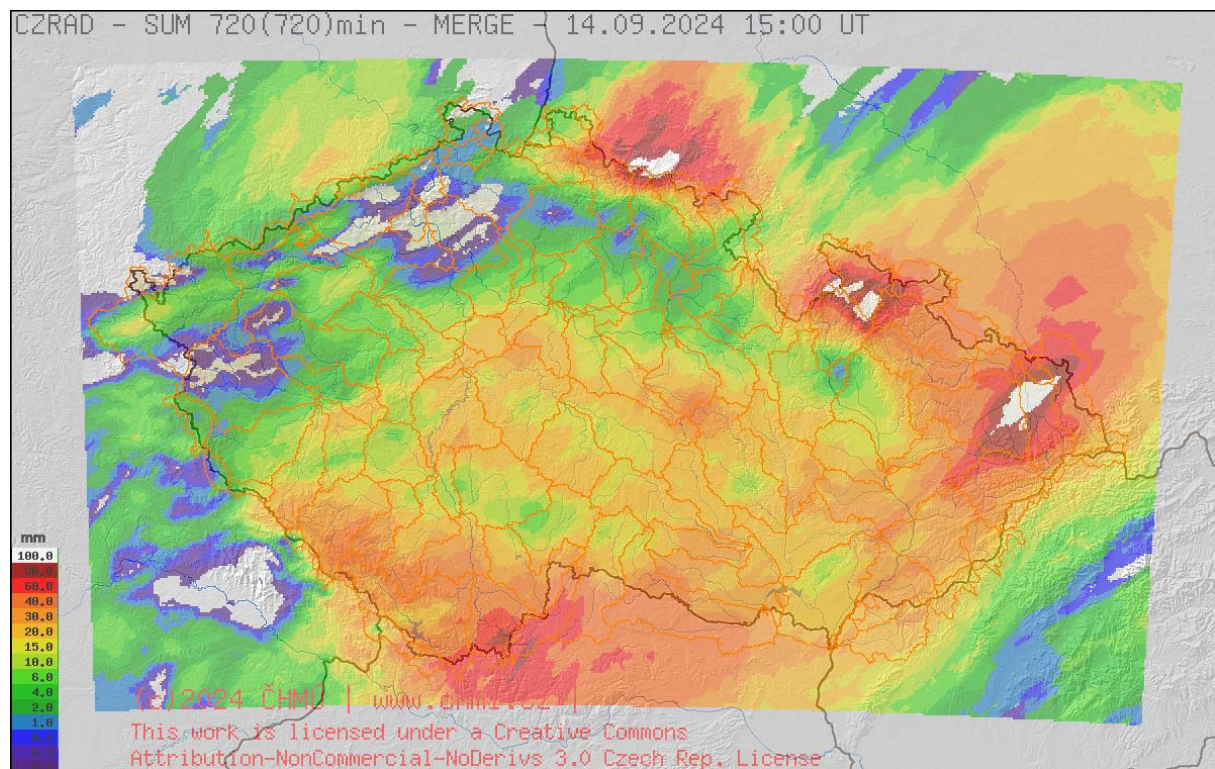 CZRAD - SUM 720(720)min - MERGE - 14.09.2024 15:00 UT
mm
100.0
80.0
60.0
40.0
30.0
20.0
15.0
10.0
6.0
4.0
2.0
1.0
(c)2024 ČHMÚ | www.chmi.cz |
This work is licensed under a Creative Commons
Attribution-NonCommercial-NoDerivs 3.0 Czech Rep. License